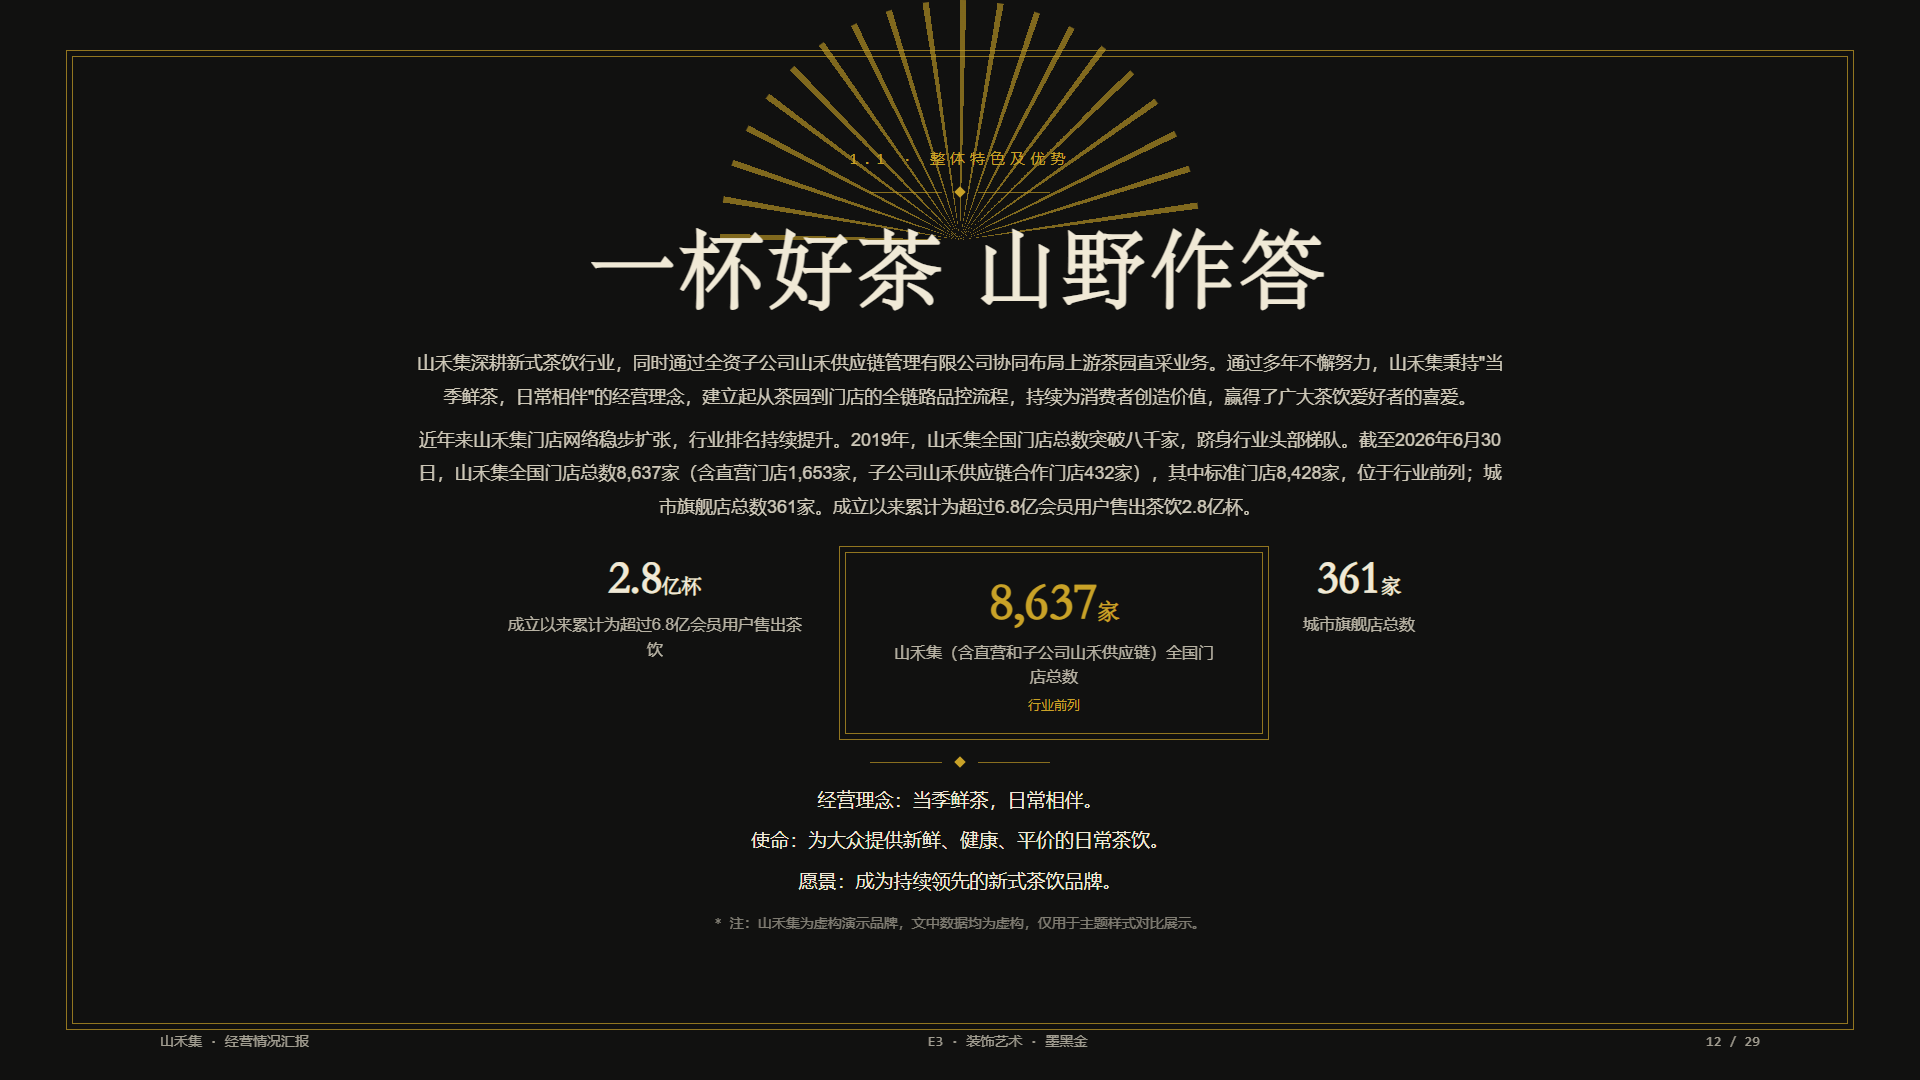 1.1 · 整体特色及优势
一杯好茶 山野作答
山禾集深耕新式茶饮行业，同时通过全资子公司山禾供应链管理有限公司协同布局上游茶园直采业务。通过多年不懈努力，山禾集秉持"当
季鲜茶，日常相伴"的经营理念，建立起从茶园到门店的全链路品控流程，持续为消费者创造价值，赢得了广大茶饮爱好者的喜爱。
近年来山禾集门店网络稳步扩张，行业排名持续提升。2019年，山禾集全国门店总数突破八千家，跻身行业头部梯队。截至2026年6月30
日，山禾集全国门店总数8,637家（含直营门店1,653家，子公司山禾供应链合作门店432家），其中标准门店8,428家，位于行业前列；城
市旗舰店总数361家。成立以来累计为超过6.8亿会员用户售出茶饮2.8亿杯。
2.8亿杯
成立以来累计为超过6.8亿会员用户售出茶
饮
8,637家
山禾集（含直营和子公司山禾供应链）全国门
店总数
行业前列
361家
城市旗舰店总数
经营理念：当季鲜茶，日常相伴。
使命：为大众提供新鲜、健康、平价的日常茶饮。
愿景：成为持续领先的新式茶饮品牌。
* 注：山禾集为虚构演示品牌，文中数据均为虚构，仅用于主题样式对比展示。
山禾集 · 经营情况汇报
E3 · 装饰艺术 · 墨黑金
12 / 29